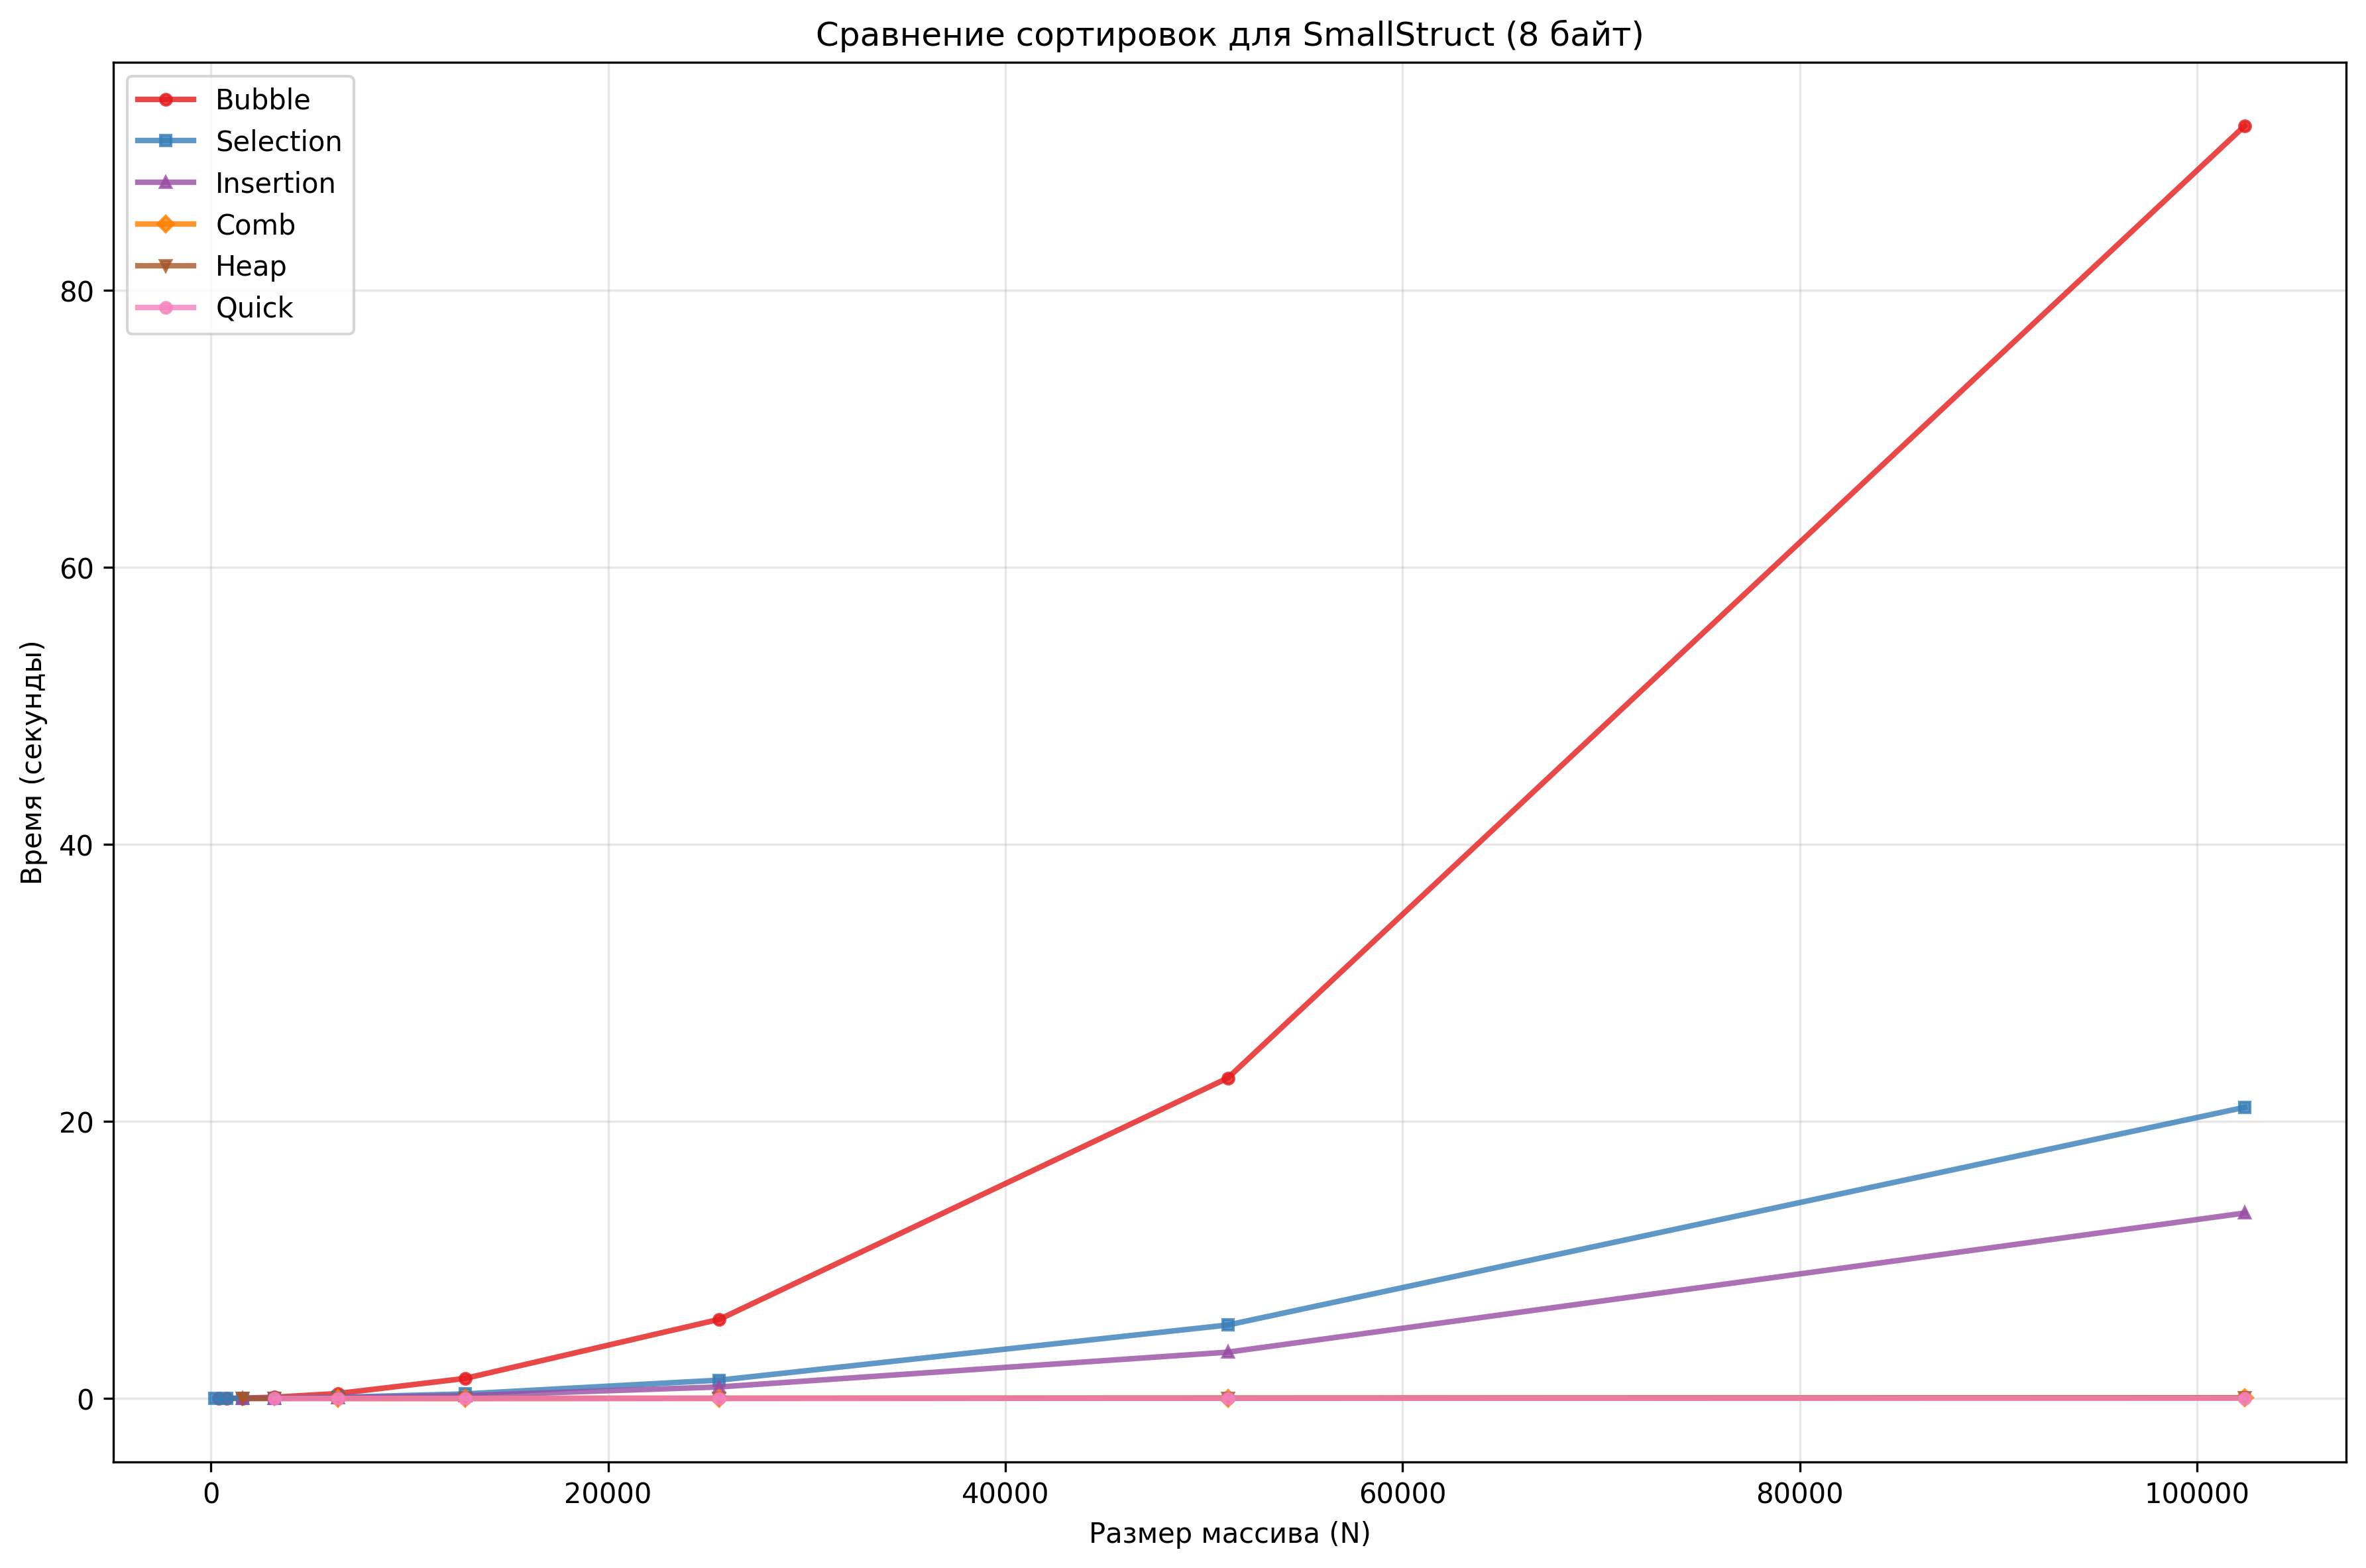 Сравнение сортировок для SmallStruct (8 байт)
Bubble
Selection
Insertion
Comb
Heap
Quick
Время (секунды)
80
60
40
20
0
0
20000
40000
60000
80000
100000
Размер массива (N)